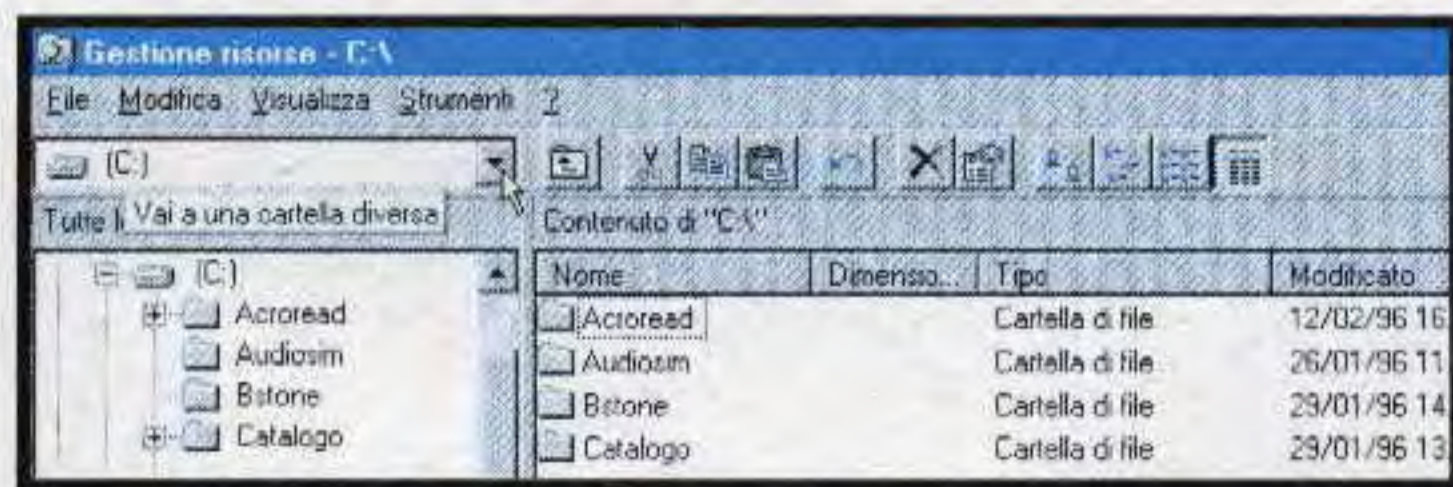 Gestione risorse - C:\
File Modifica Visualizza Strumenti ?
(C:)
Tutte l
Vai a una cartella diversa
Contenuto di "C:\"
(C:)
Acroread
Audiosim
Bstone
Catalogo
Nome Dimensio... Tipo Modificato
Acroread Cartella di file 12/02/96 16
Audiosim Cartella di file 26/01/96 11
Bstone Cartella di file 29/01/96 14
Catalogo Cartella di file 29/01/96 13